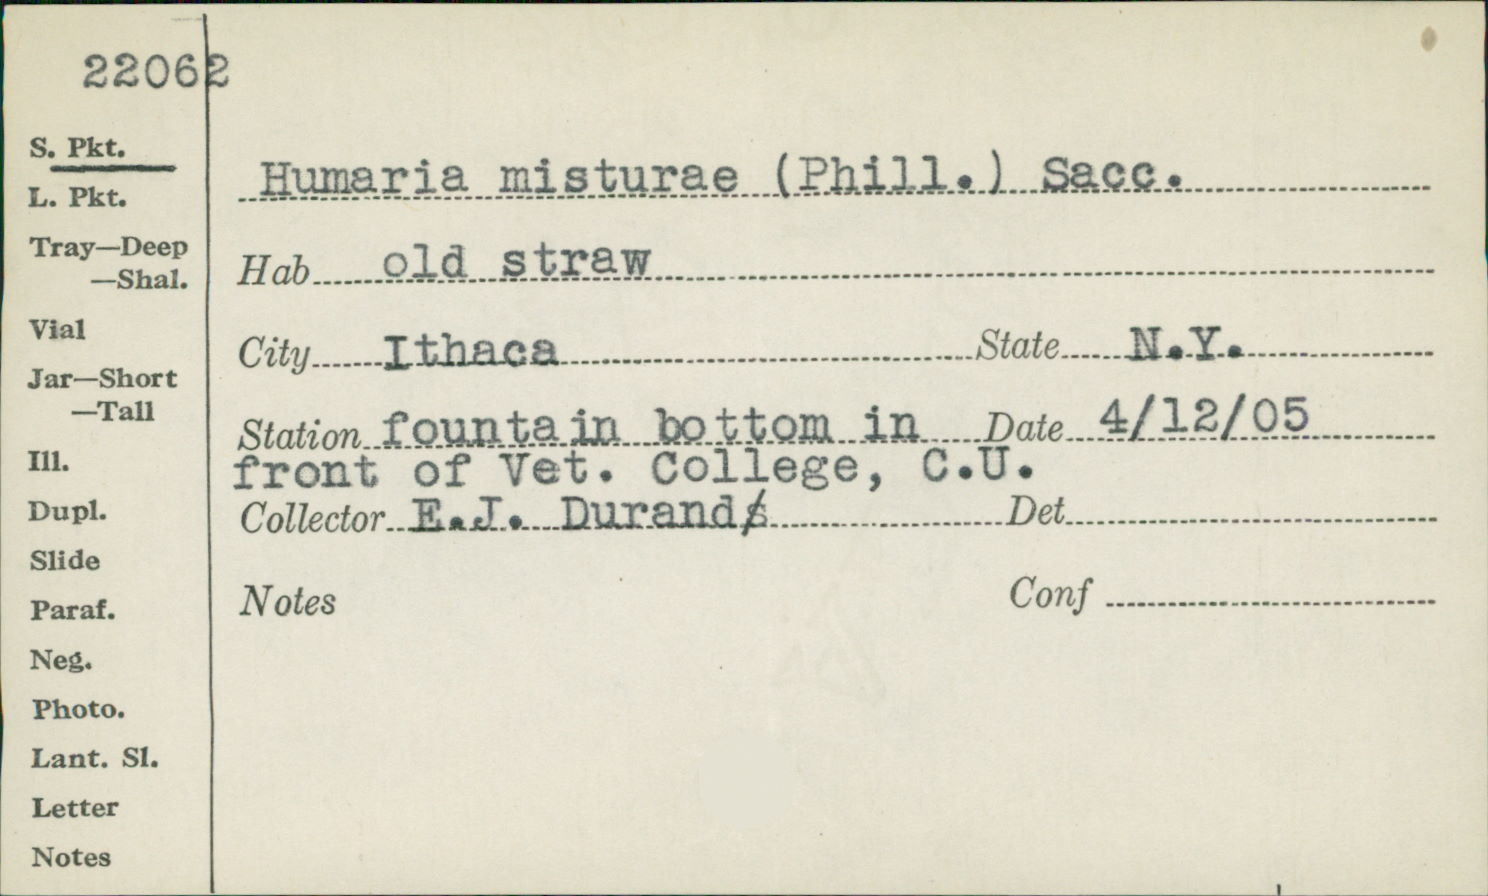 22062
S. Pkt.
L. Pkt.
Tray—Deep
—Shal.
Vial
Jar—Short
—Tall
Ill.
Dupl.
Slide
Paraf.
Neg.
Photo.
Lant. Sl.
Letter
Notes
Humaria misturae (Phill.) Sacc.
Hab old straw
City Ithaca State N.Y.
Station fountain bottom in Date 4/12/05
front of Vet. College, C.U.
Collector E.J. Durand Det
Notes Conf